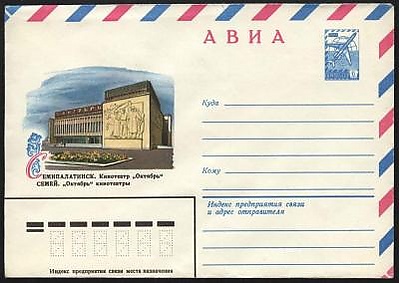 АВИА
Куда
Кому
СЕМИПАЛАТИНСК. Кинотеатр „Октябрь"
СЕМЕЙ. „Октябрь" кинотеатры
Индекс предприятия связи
и адрес отправителя
Индекс предприятия связи места назначения